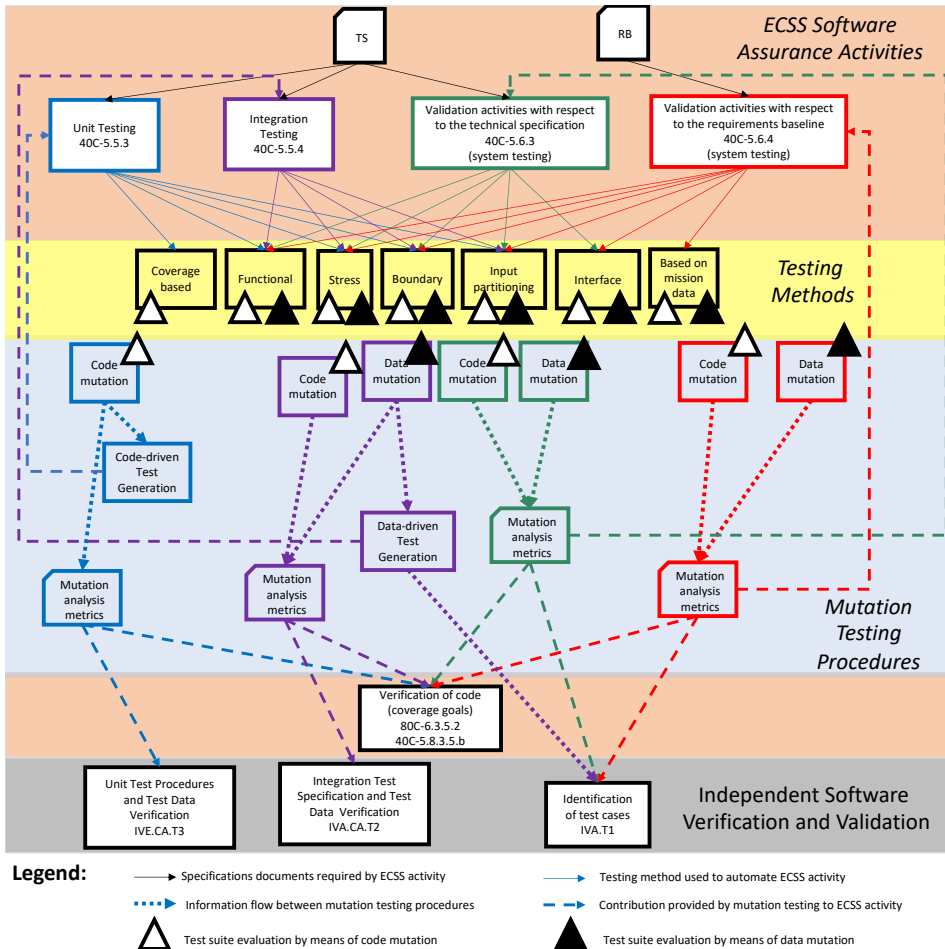 TS
RB
ECSS Software
Assurance Activities
Unit Testing
40C-5.5.3
Integration
Testing
40C-5.5.4
Validation activities with respect
to the technical specification
40C-5.6.3
(system testing)
Validation activities with respect
to the requirements baseline
40C-5.6.4
(system testing)
Coverage
based
Functional
Stress
Boundary
Input
partitioning
Interface
Based on
mission
data
Testing
Methods
Code
mutation
Code
mutation
Data
mutation
Code
mutation
Data
mutation
Code
mutation
Data
mutation
Code-driven
Test
Generation
Data-driven
Test
Generation
Mutation
analysis
metrics
Mutation
analysis
metrics
Mutation
analysis
metrics
Mutation
analysis
metrics
Mutation
Testing
Procedures
Verification of code
(coverage goals)
80C-6.3.5.2
40C-5.8.3.5.b
Unit Test Procedures
and Test Data
Verification
IVE.CA.T3
Integration Test
Specification and Test
Data Verification
IVA.CA.T2
Identification
of test cases
IVA.T1
Independent Software
Verification and Validation
Legend:
Specifications documents required by ECSS activity
Testing method used to automate ECSS activity
Information flow between mutation testing procedures
Contribution provided by mutation testing to ECSS activity
Test suite evaluation by means of code mutation
Test suite evaluation by means of data mutation